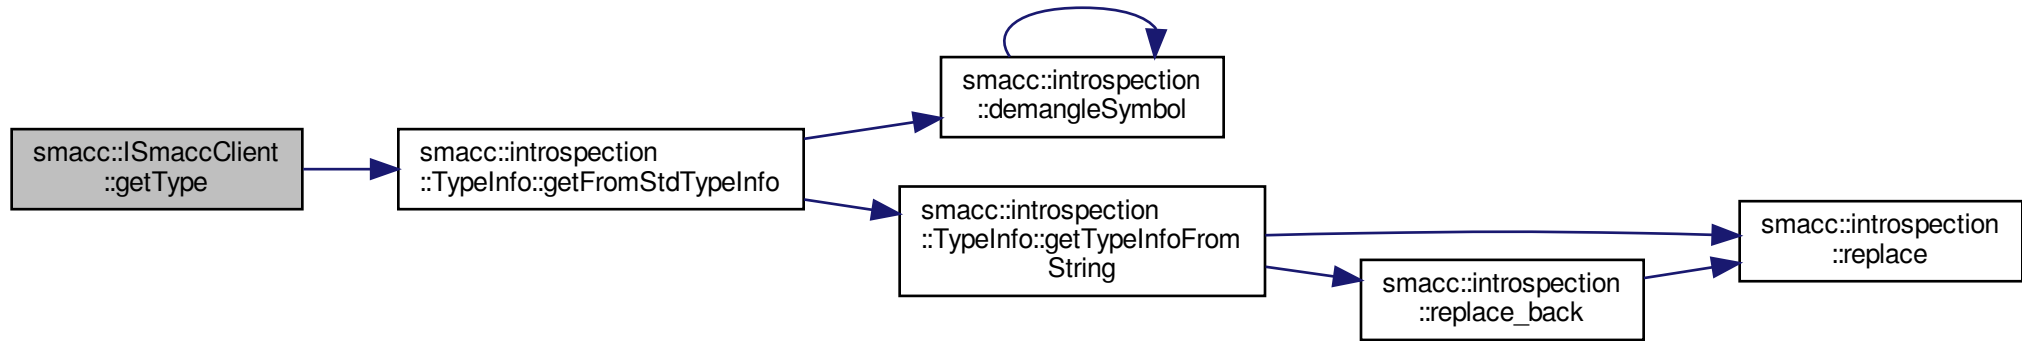 smacc::ISmaccClient
::getType
smacc::introspection
::TypeInfo::getFromStdTypeInfo
smacc::introspection
::demangleSymbol
smacc::introspection
::TypeInfo::getTypeInfoFrom
String
smacc::introspection
::replace_back
smacc::introspection
::replace